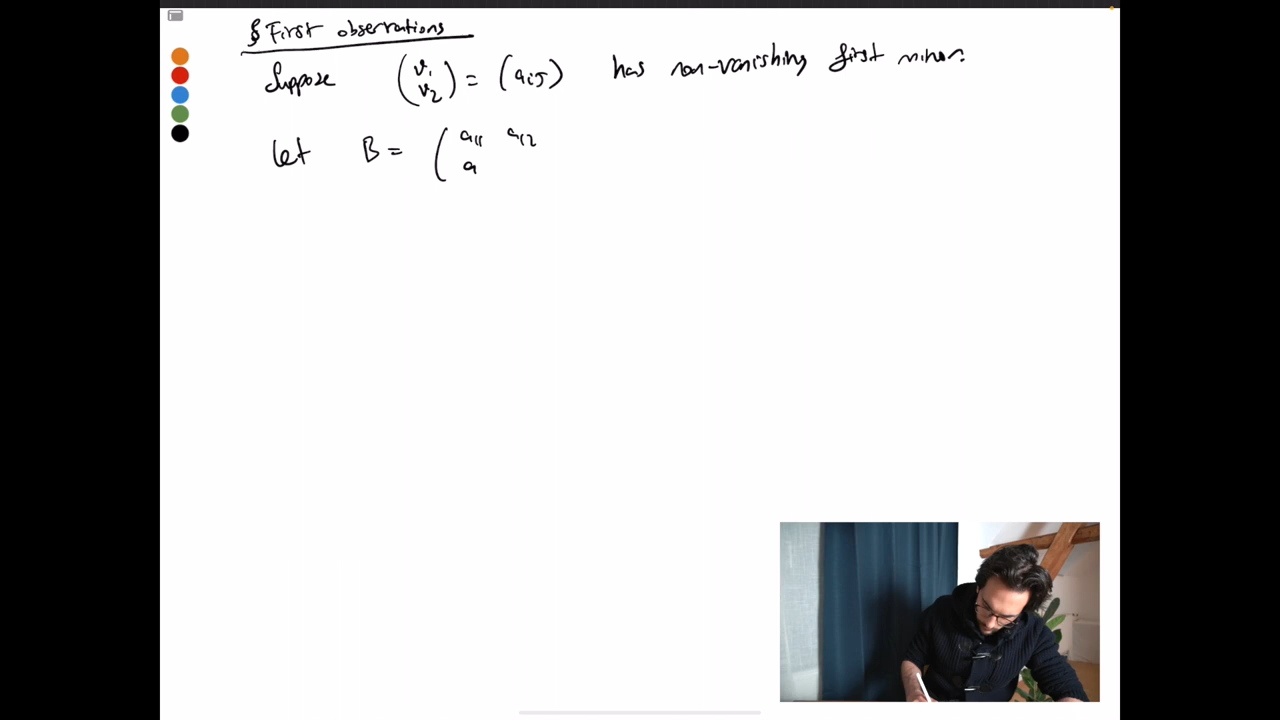 § First observations
Suppose (v₁ v₂) = (aᵢⱼ) has non-vanishing first minor.
Let B = ( a₁₁ a₁₂
a